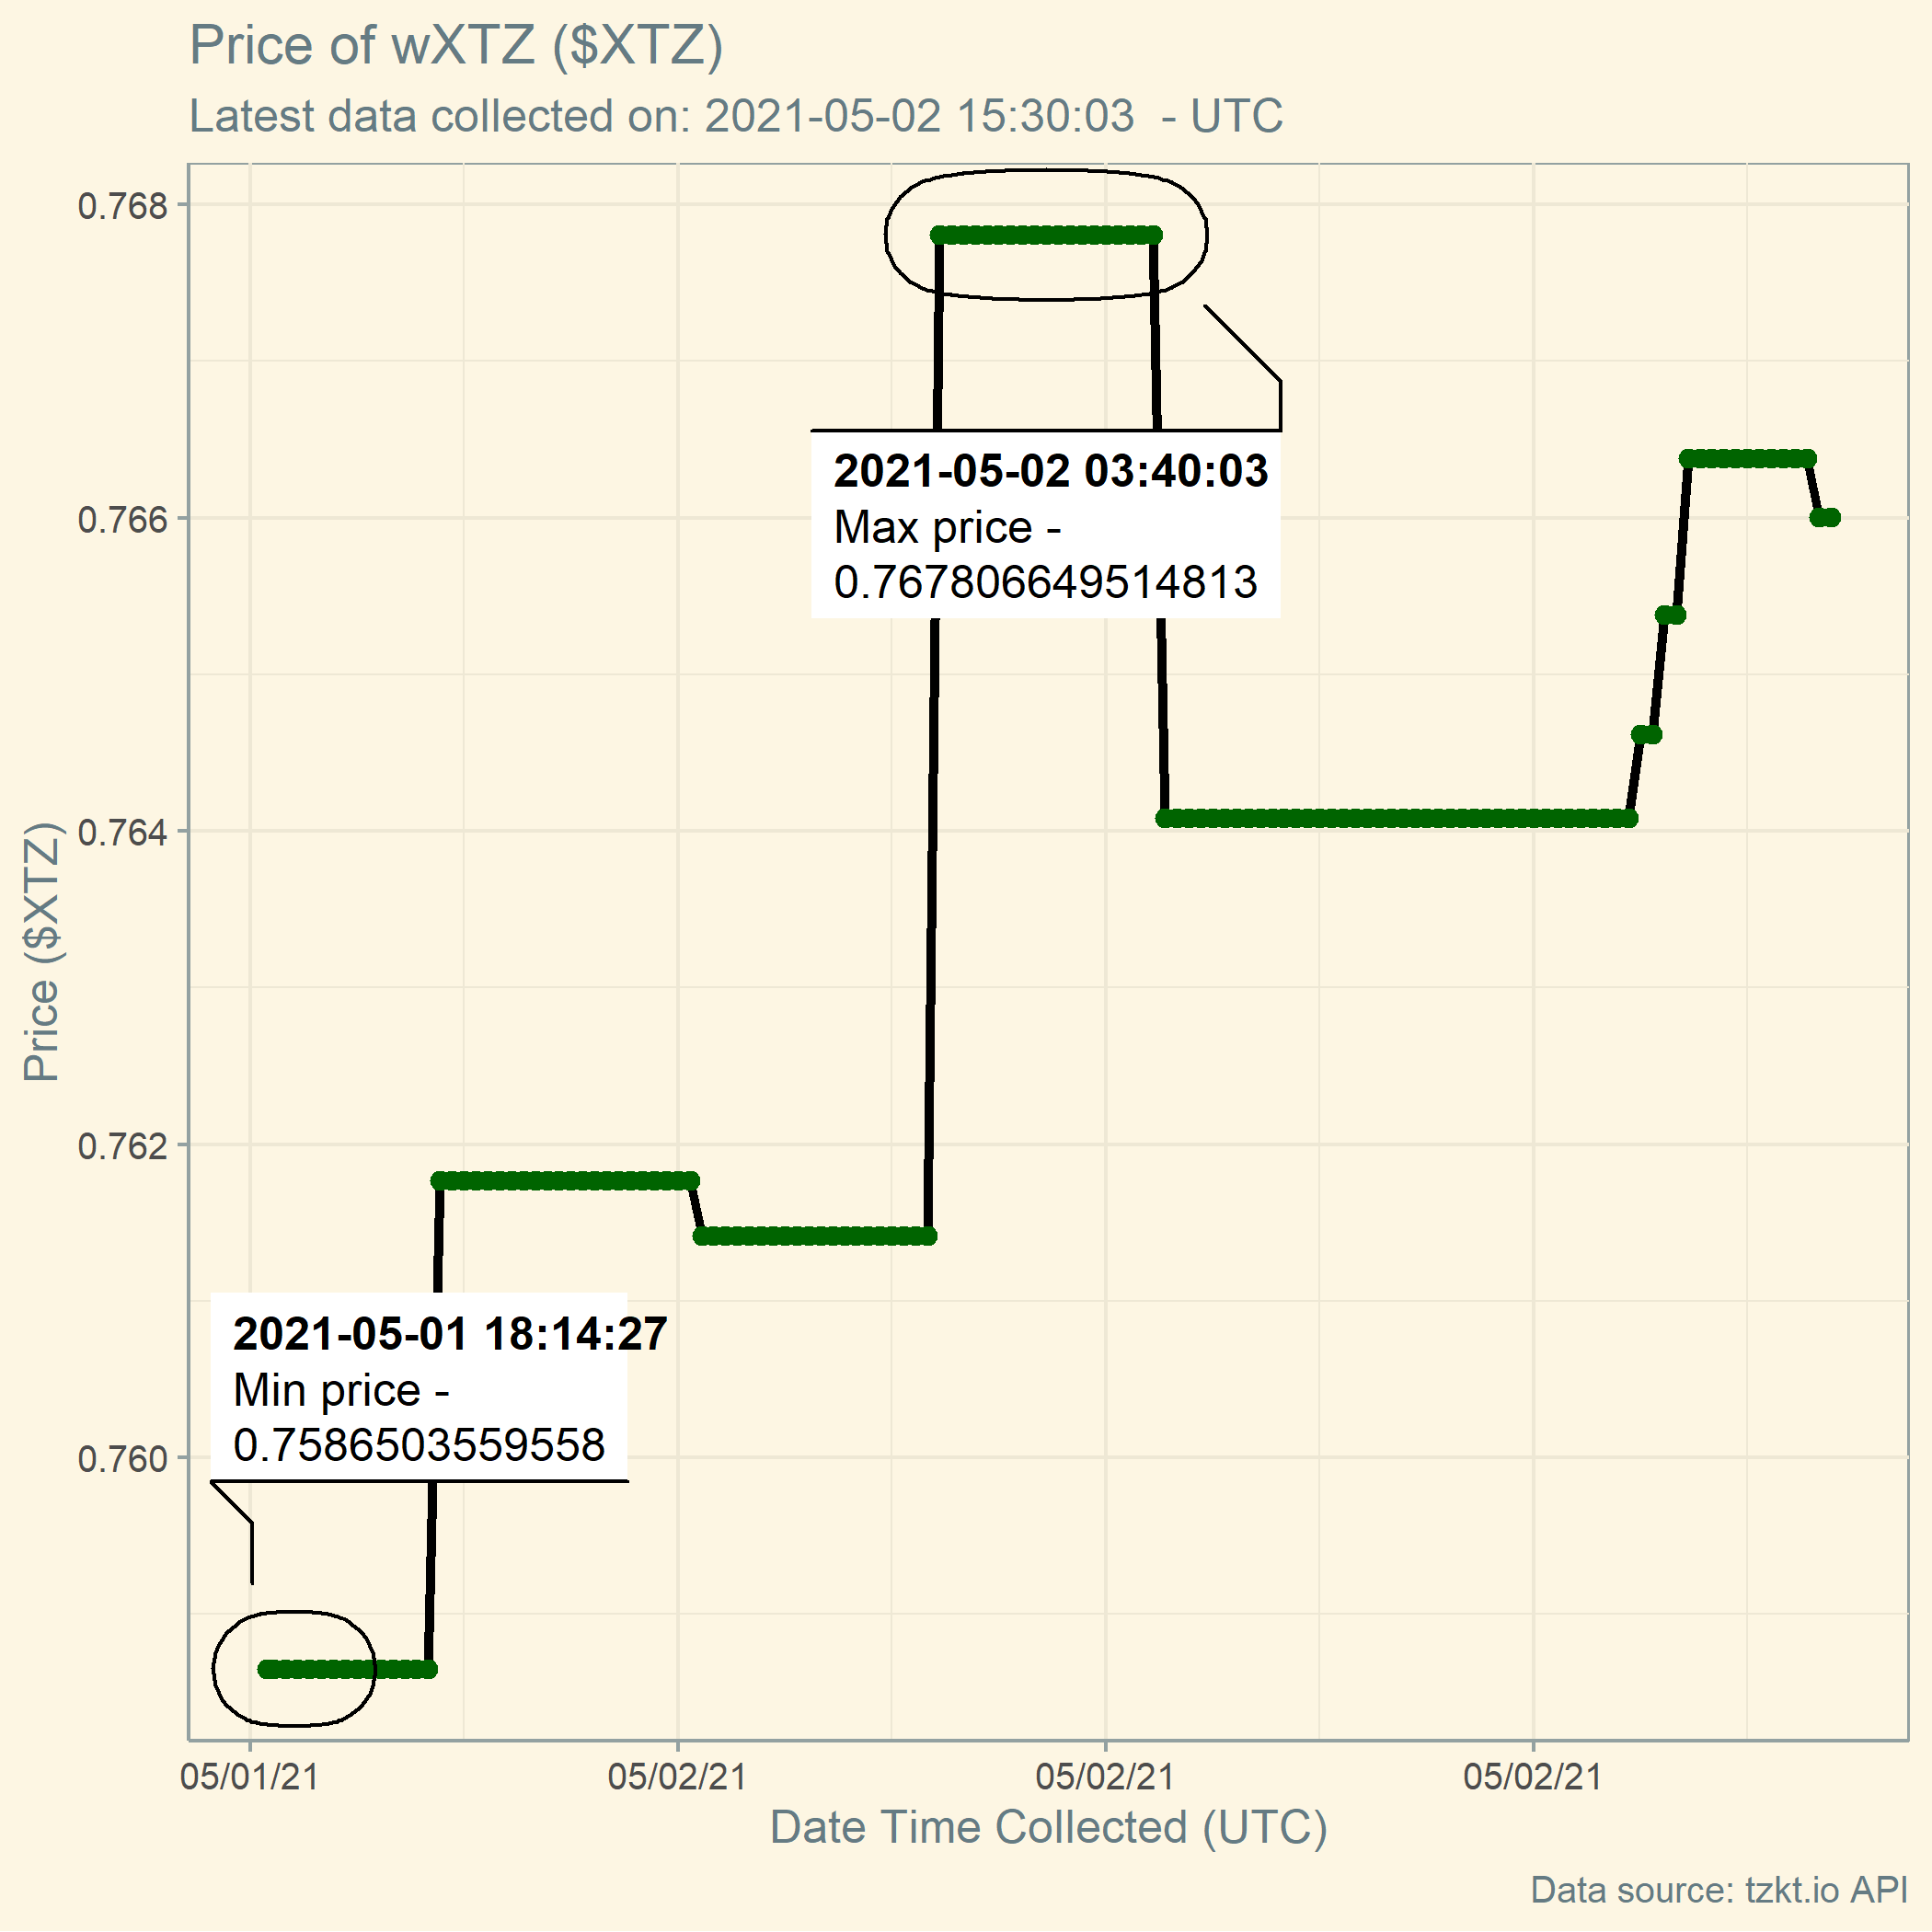 Price of wXTZ ($XTZ)
Latest data collected on: 2021-05-02 15:30:03  - UTC
0.768
0.766
0.764
0.762
0.760
Price ($XTZ)
2021-05-02 03:40:03
Max price -
0.767806649514813
2021-05-01 18:14:27
Min price -
0.7586503559558
05/01/21 05/02/21 05/02/21 05/02/21
Date Time Collected (UTC)
Data source: tzkt.io API